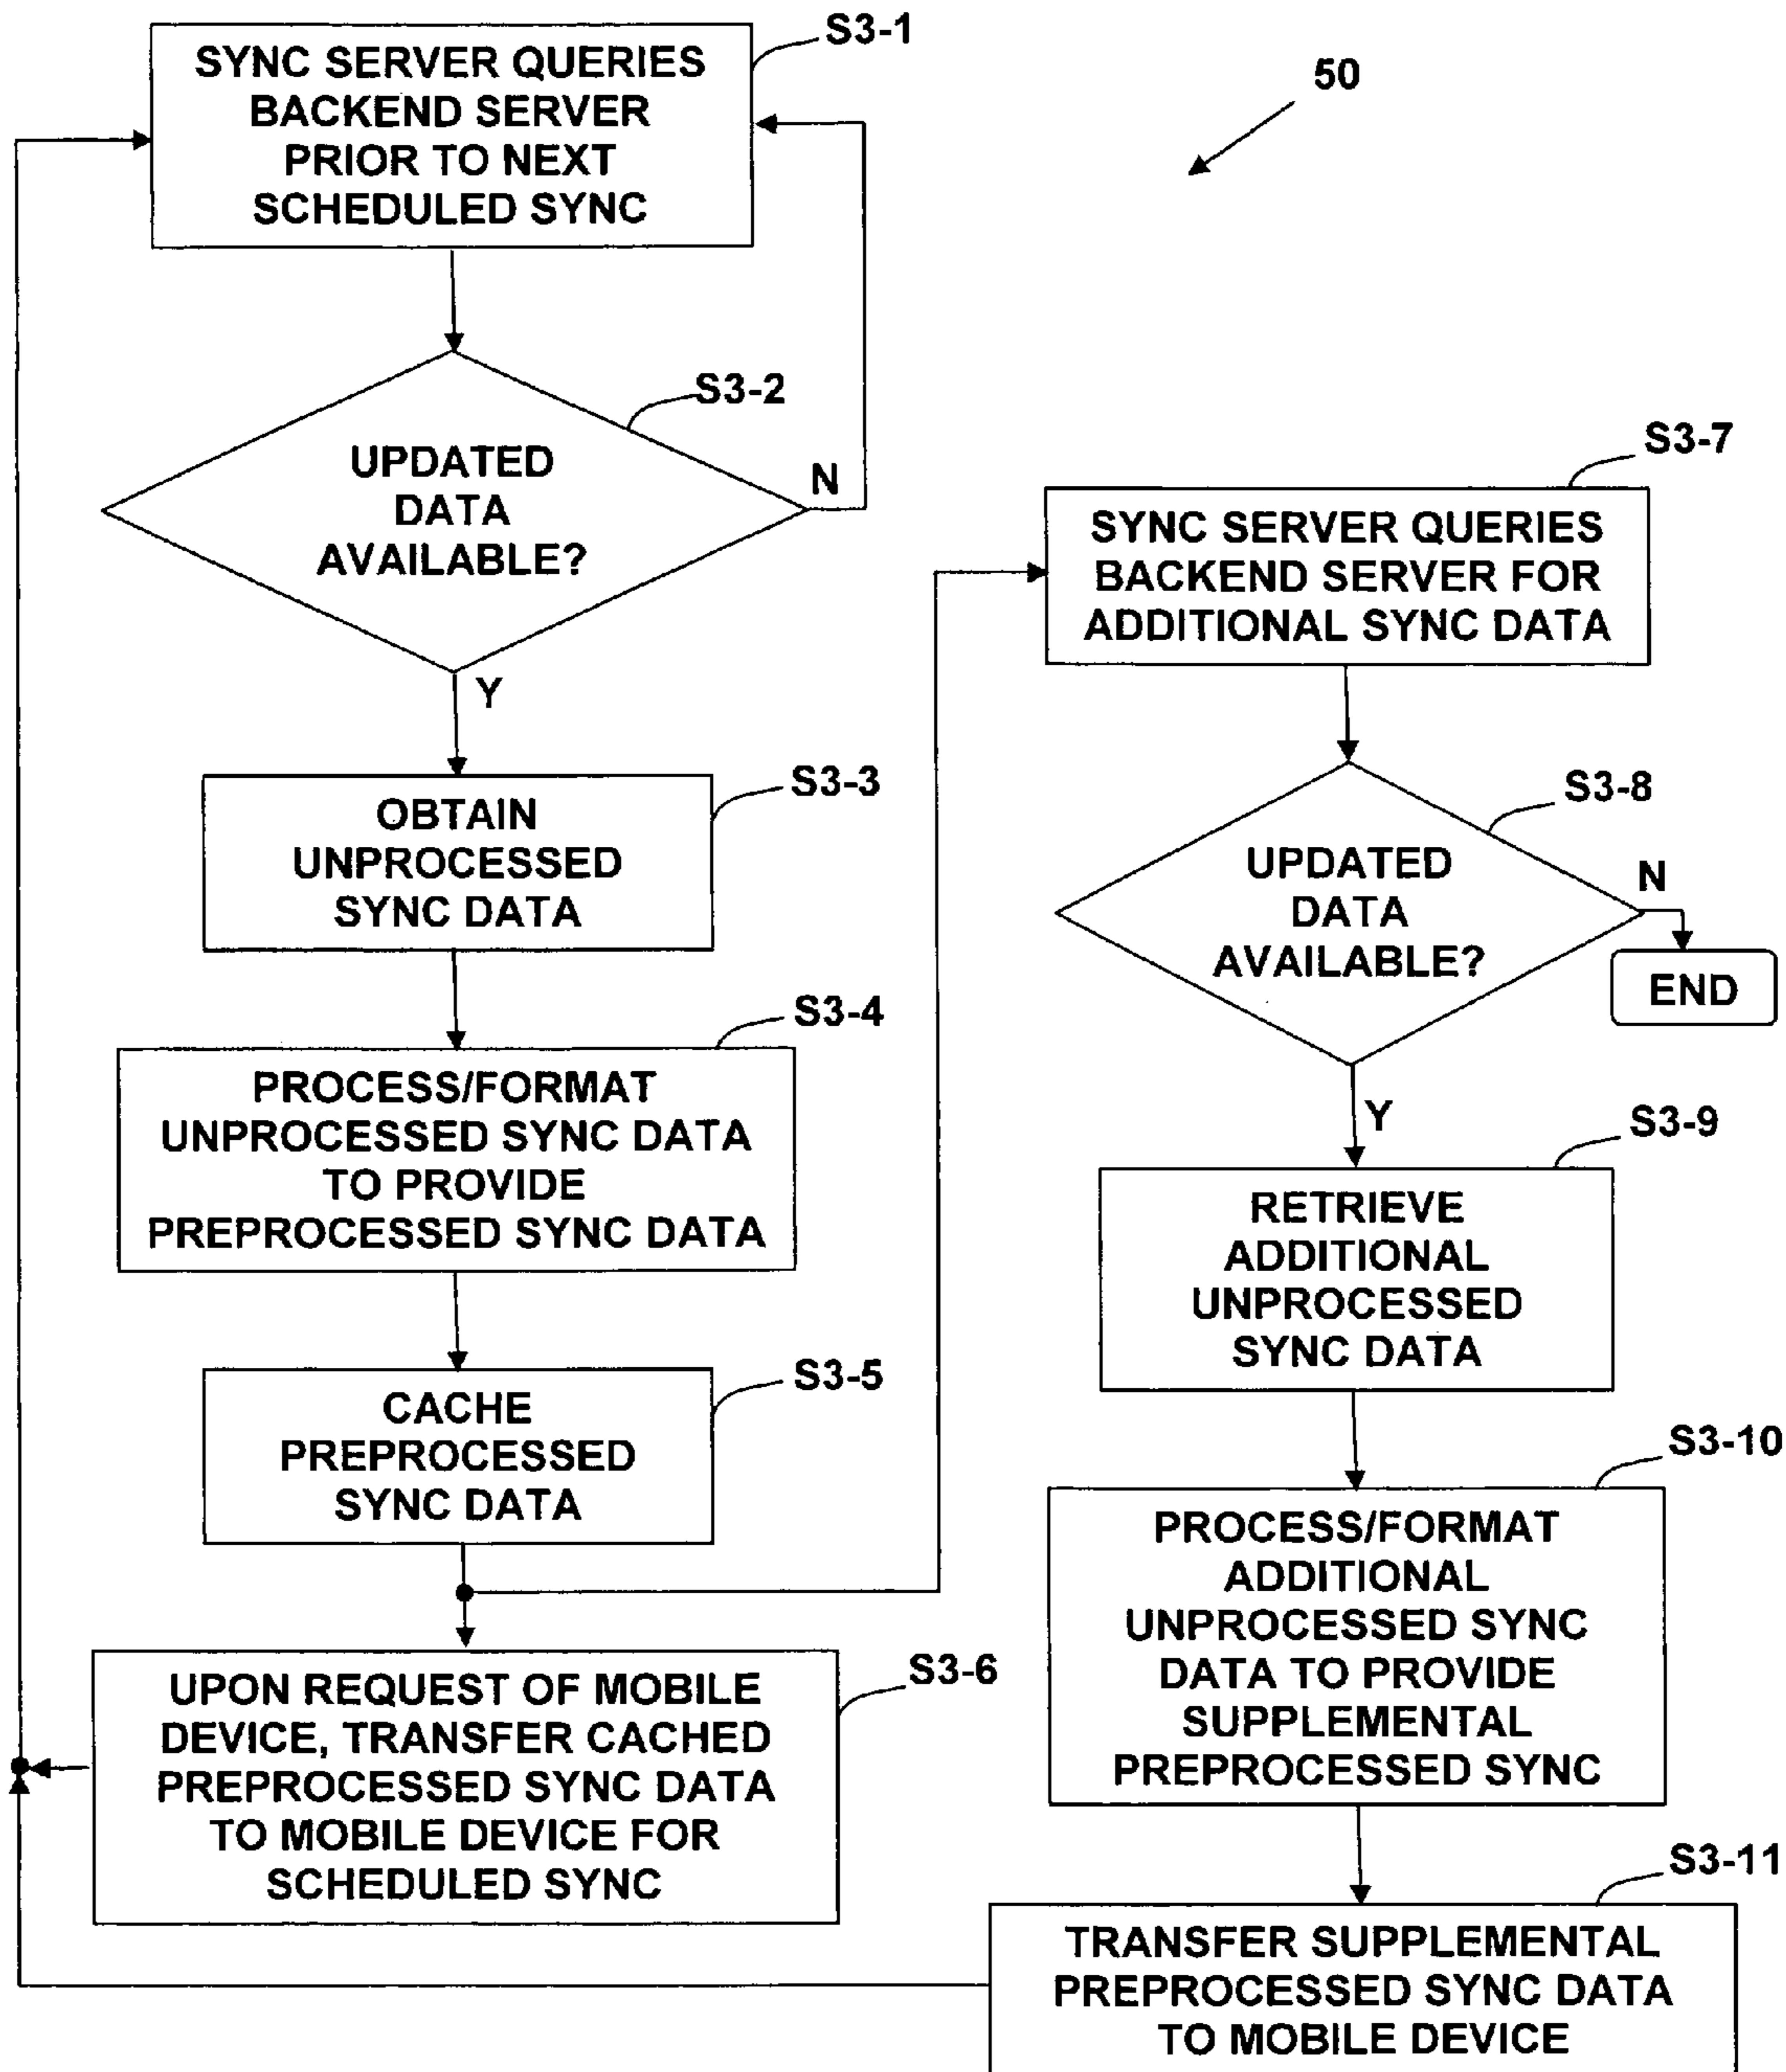 S3-1
SYNC SERVER QUERIES
BACKEND SERVER
PRIOR TO NEXT
SCHEDULED SYNC
50
S3-2
UPDATED
DATA
AVAILABLE?
N
Y
S3-3
OBTAIN
UNPROCESSED
SYNC DATA
S3-4
PROCESS/FORMAT
UNPROCESSED SYNC DATA
TO PROVIDE
PREPROCESSED SYNC DATA
S3-5
CACHE
PREPROCESSED
SYNC DATA
S3-6
UPON REQUEST OF MOBILE
DEVICE, TRANSFER CACHED
PREPROCESSED SYNC DATA
TO MOBILE DEVICE FOR
SCHEDULED SYNC
S3-7
SYNC SERVER QUERIES
BACKEND SERVER FOR
ADDITIONAL SYNC DATA
S3-8
UPDATED
DATA
AVAILABLE?
N
END
Y
S3-9
RETRIEVE
ADDITIONAL
UNPROCESSED
SYNC DATA
S3-10
PROCESS/FORMAT
ADDITIONAL
UNPROCESSED SYNC
DATA TO PROVIDE
SUPPLEMENTAL
PREPROCESSED SYNC
S3-11
TRANSFER SUPPLEMENTAL
PREPROCESSED SYNC DATA
TO MOBILE DEVICE